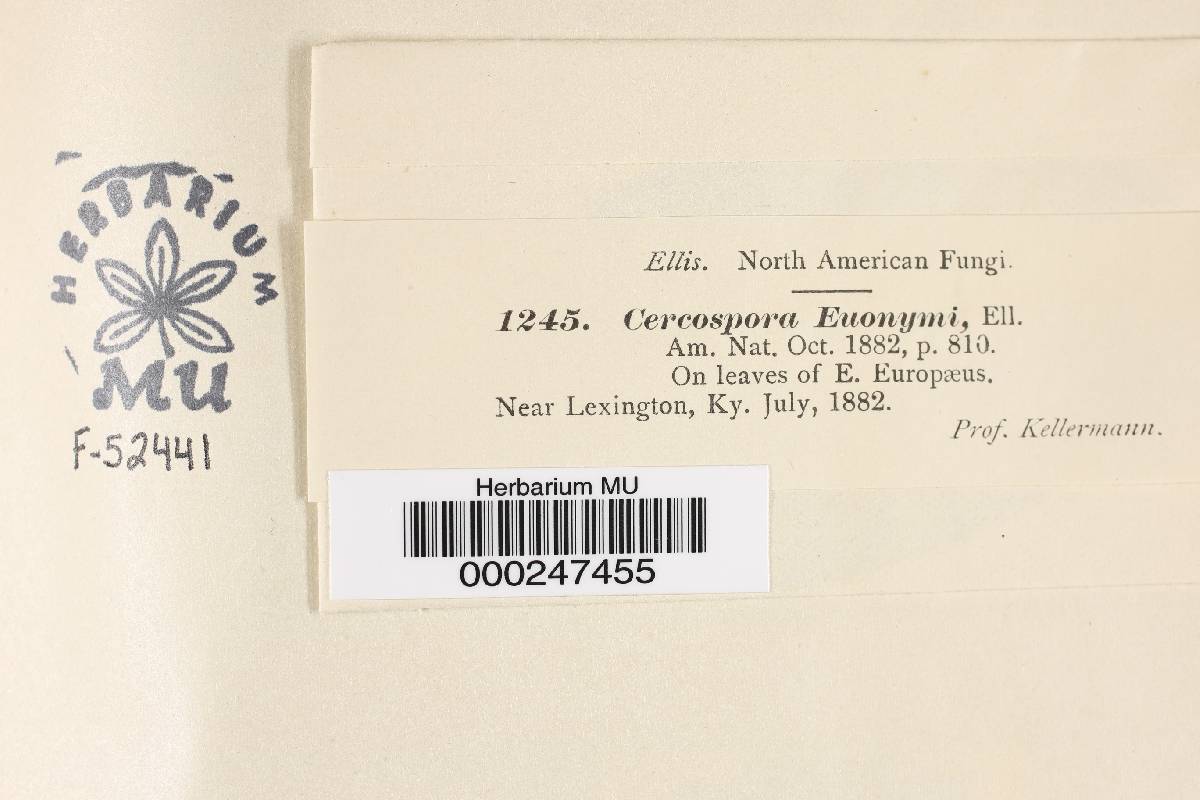 HERBARIUM
MU
F-52441
Ellis. North American Fungi.
1245. Cercospora Euonymi, Ell.
Am. Nat. Oct. 1882, p. 810.
On leaves of E. Europæus.
Near Lexington, Ky. July, 1882.
Prof. Kellermann.
Herbarium MU
000247455